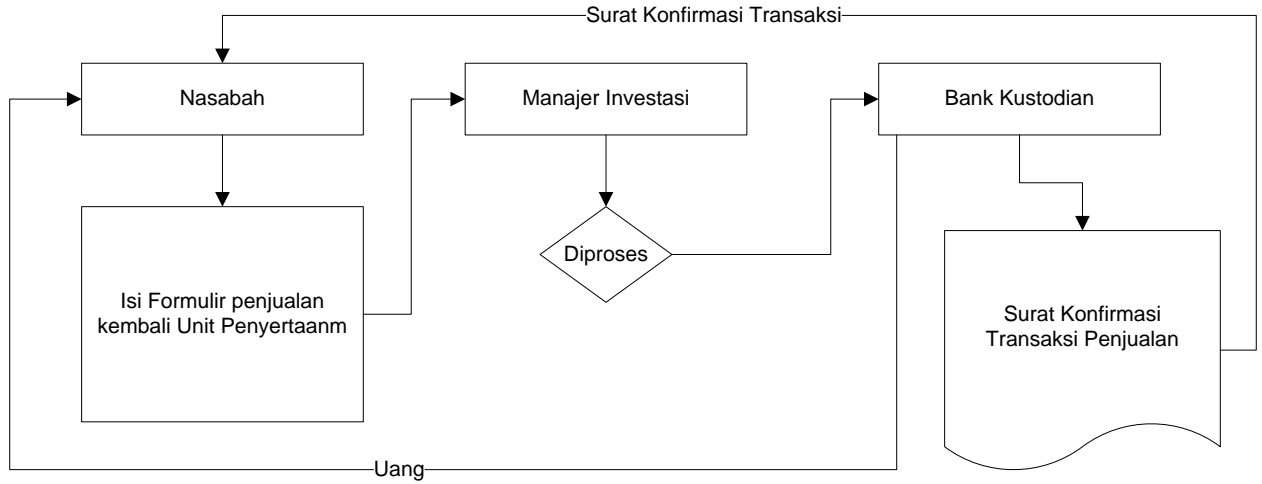 Surat Konfirmasi Transaksi
Nasabah
Manajer Investasi
Bank Kustodian
Diproses
Isi Formulir penjualan
kembali Unit Penyertaanm
Surat Konfirmasi
Transaksi Penjualan
Uang